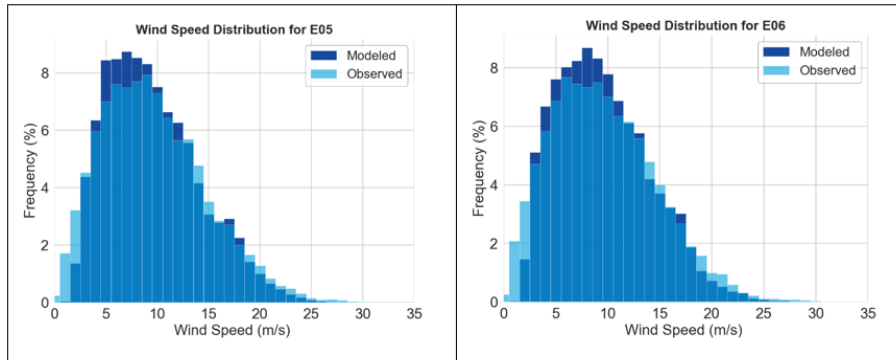 Wind Speed Distribution for E05
Modeled
Observed
8
6
4
2
0
Frequency (%)
0 5 10 15 20 25 30 35
Wind Speed (m/s)
Wind Speed Distribution for E06
Modeled
Observed
8
6
4
2
0
Frequency (%)
0 5 10 15 20 25 30 35
Wind Speed (m/s)